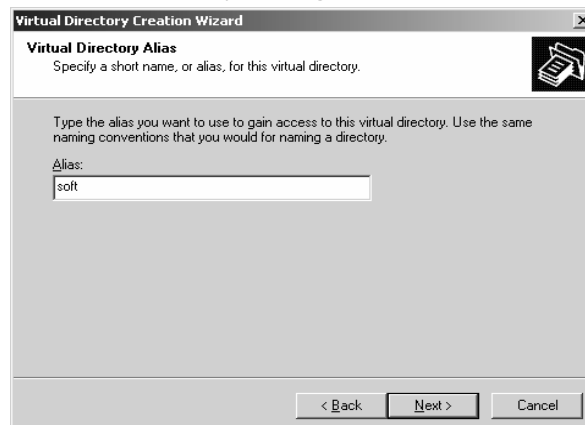 Virtual Directory Creation Wizard
Virtual Directory Alias
Specify a short name, or alias, for this virtual directory.
Type the alias you want to use to gain access to this virtual directory. Use the same
naming conventions that you would for naming a directory.
Alias:
soft
< Back Next > Cancel